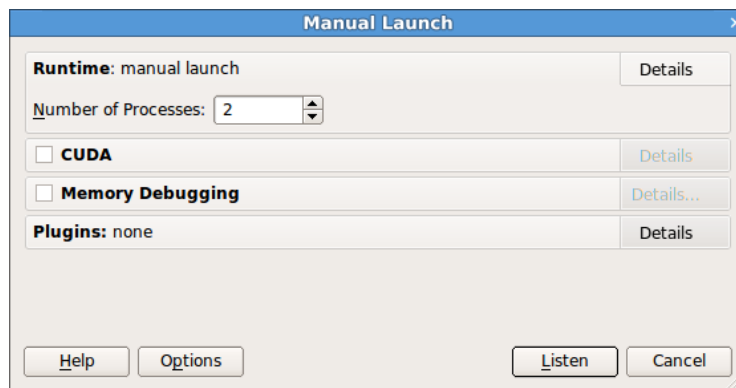 Manual Launch
Runtime: manual launch Details
Number of Processes: 2
CUDA Details
Memory Debugging Details...
Plugins: none Details
Help Options Listen Cancel